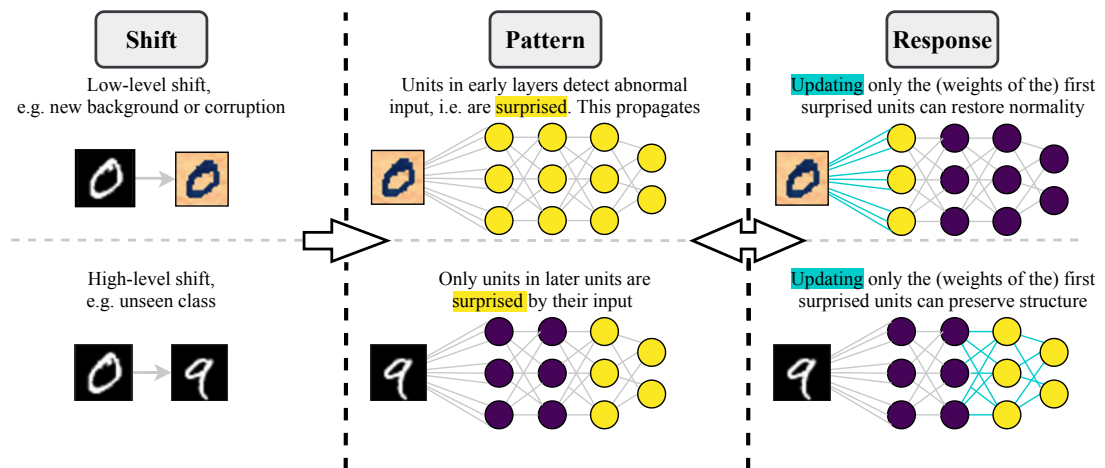 Shift
Pattern
Response
Low-level shift,
e.g. new background or corruption
Units in early layers detect abnormal
input, i.e. are surprised. This propagates
Updating only the (weights of the) first
surprised units can restore normality
High-level shift,
e.g. unseen class
Only units in later units are
surprised by their input
Updating only the (weights of the) first
surprised units can preserve structure